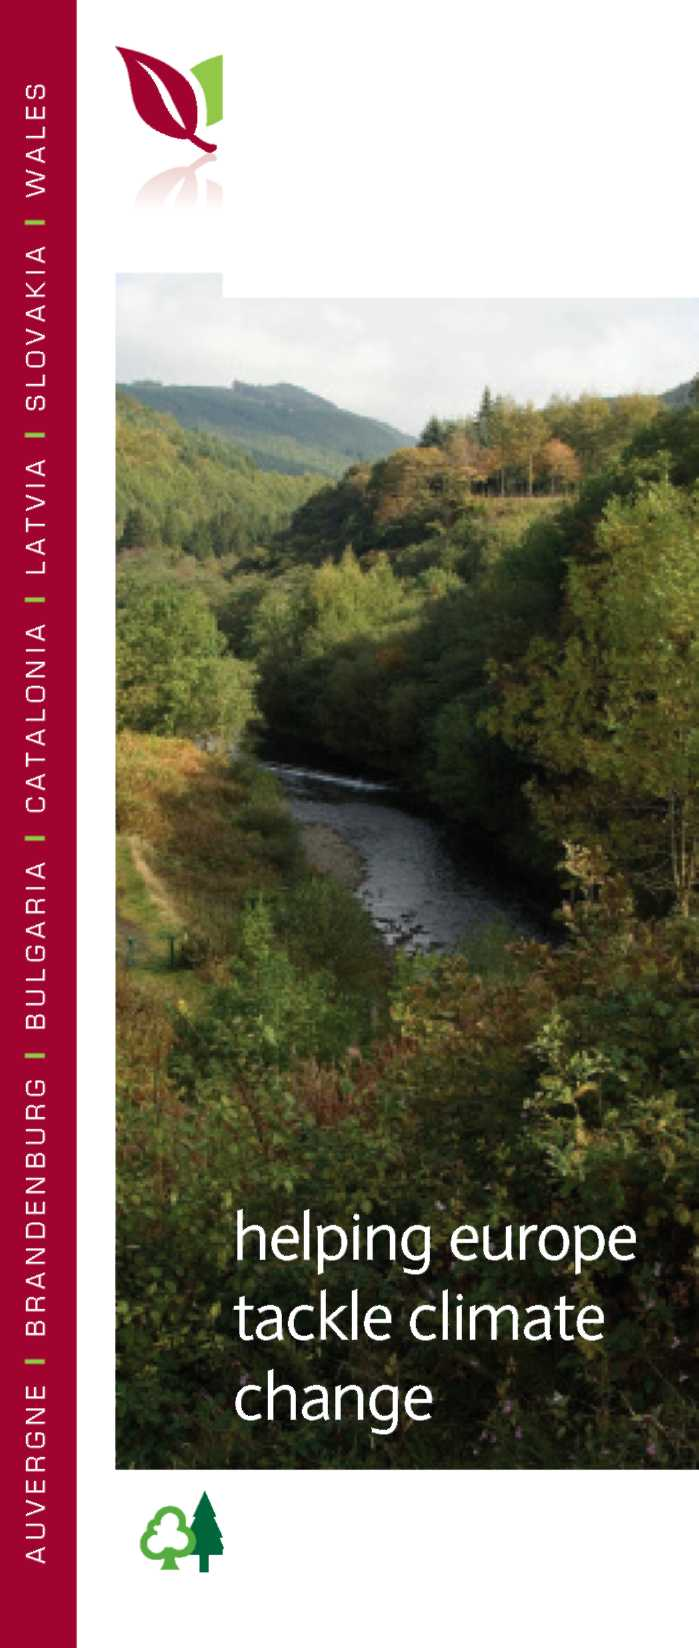 AUVERGNE I BRANDENBURG I BULGARIA I CATALONIA I LATVIA I SLOVAKIA I WALES
helping europe
tackle climate
change